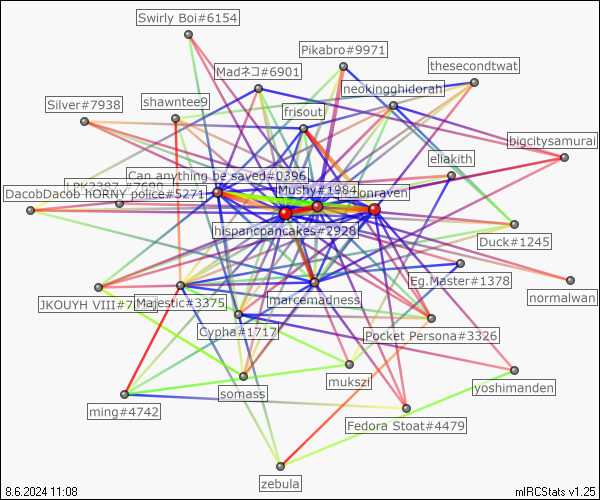 Swirly Boi#6154
Pikabro#9971
thesecondtwat
Madネコ#6901
neokingghidorah
Silver#7938
shawntee9
frisout
bigcitysamurai
eliakith
Can anything be saved#0396
DacobDacob hORNY police#5271
Mushy#1984
onraven
hispancpancakes#2928
Duck#1245
Eg.Master#1378
normalwan
JKOUYH VIII#7
Majestic#3375
marcemadness
Cypha#1717
Pocket Persona#3326
mukszi
yoshimanden
somass
ming#4742
Fedora Stoat#4479
zebula
8.6.2024 11:08
mIRCStats v1.25